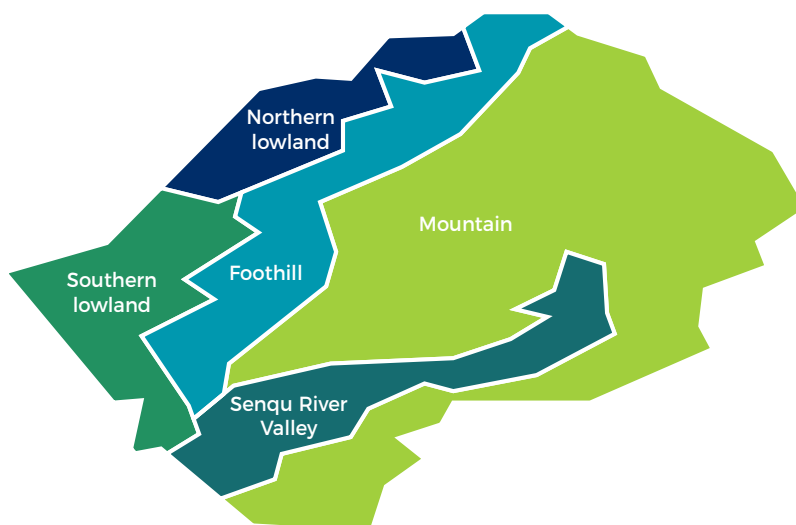 Northern
lowland
Mountain
Foothill
Southern
lowland
Senqu River
Valley